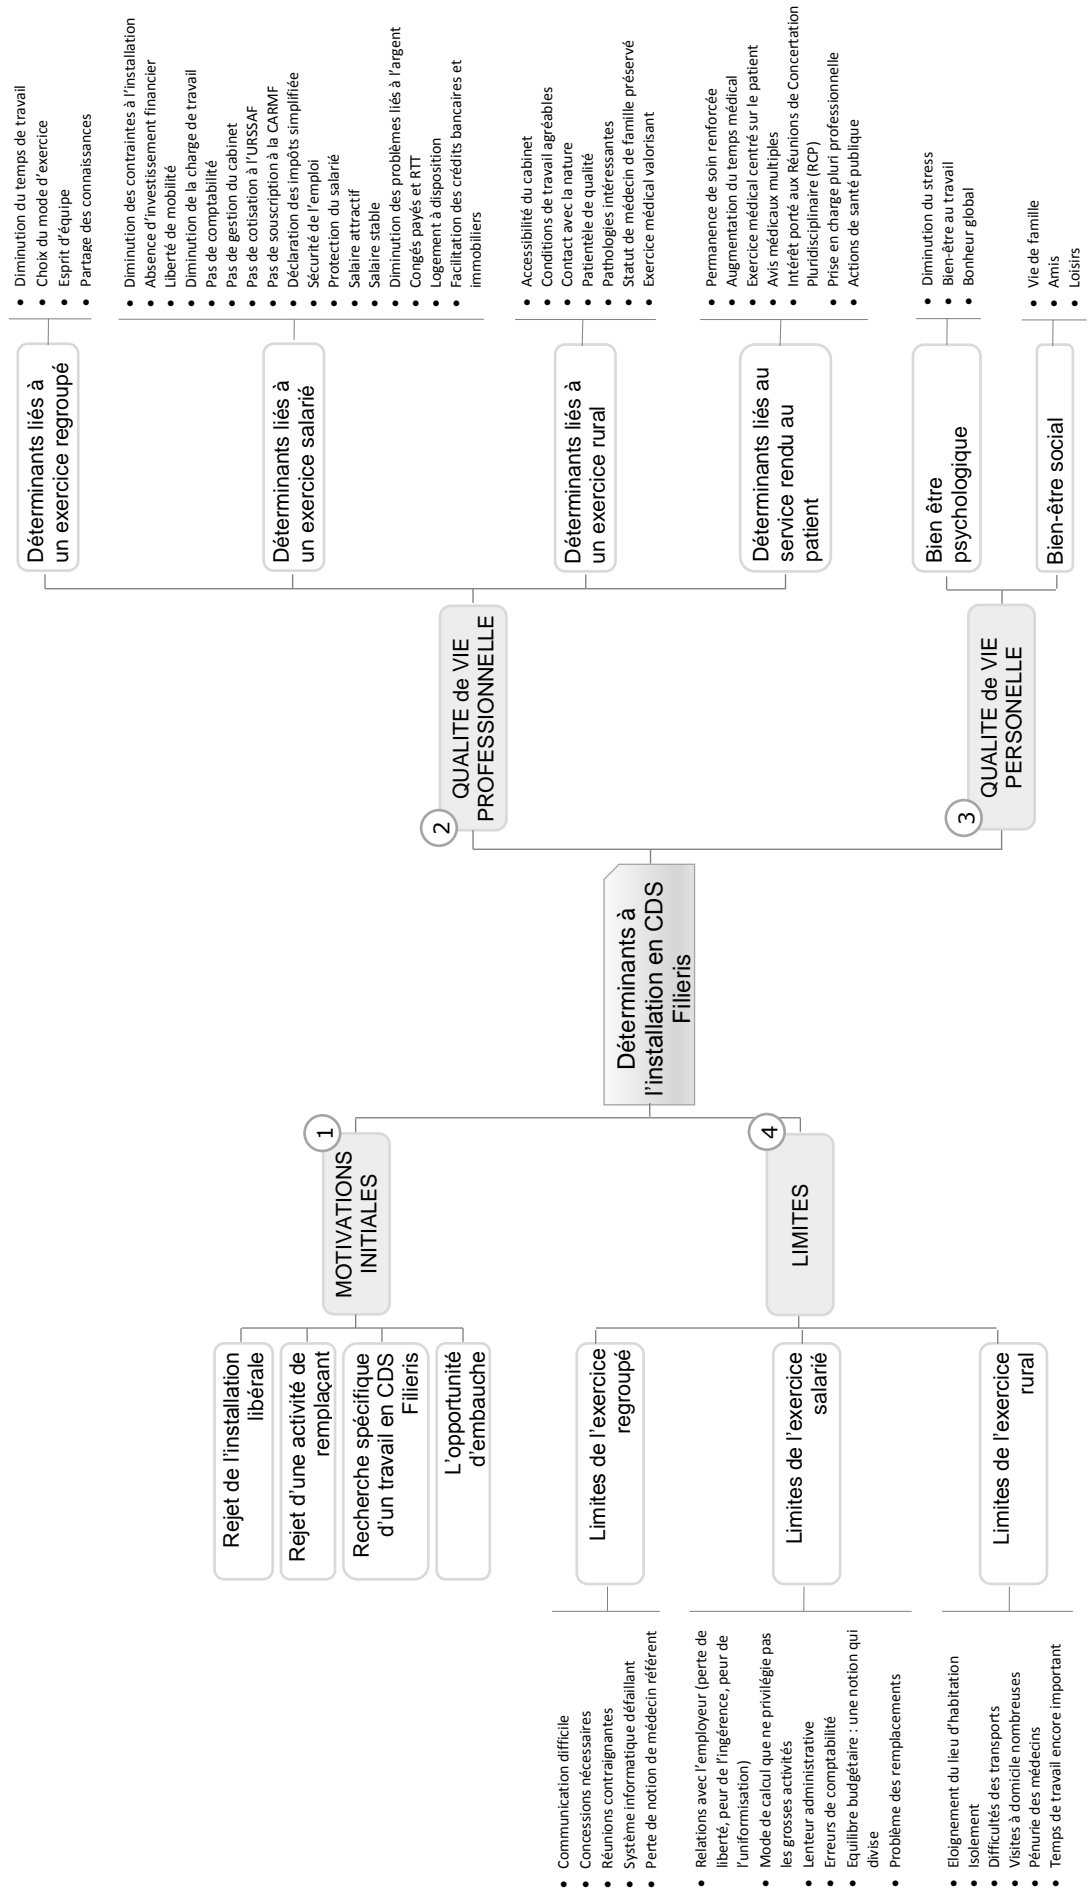 Déterminants à
l'installation en CDS
Filieris
1
MOTIVATIONS
INITIALES
Rejet de l'installation
libérale
Rejet d'une activité de
remplaçant
Recherche spécifique
d'un travail en CDS
Filieris
L'opportunité
d'embauche
2
QUALITE de VIE
PROFESSIONNELLE
Déterminants liés à
un exercice regroupé
• Diminution du temps de travail
• Choix du mode d'exercice
• Esprit d'équipe
• Partage des connaissances
Déterminants liés à
un exercice salarié
• Diminution des contraintes à l'installation
• Absence d'investissement financier
• Liberté de mobilité
• Diminution de la charge de travail
• Pas de comptabilité
• Pas de gestion du cabinet
• Pas de cotisation à l'URSSAF
• Pas de souscription à la CARMF
• Déclaration des impôts simplifiée
• Sécurité de l'emploi
• Protection du salarié
• Salaire attractif
• Salaire stable
• Diminution des problèmes liés à l'argent
• Congés payés et RTT
• Logement à disposition
• Facilitation des crédits bancaires et
immobiliers
Déterminants liés à
un exercice rural
• Accessibilité du cabinet
• Conditions de travail agréables
• Contact avec la nature
• Patientèle de qualité
• Pathologies intéressantes
• Statut de médecin de famille préservé
• Exercice médical valorisant
Déterminants liés au
service rendu au
patient
• Permanence de soin renforcée
• Augmentation du temps médical
• Exercice médical centré sur le patient
• Avis médicaux multiples
• Intérêt porté aux Réunions de Concertation
Pluridisciplinaire (RCP)
• Prise en charge pluri professionnelle
• Actions de santé publique
3
QUALITE de VIE
PERSONELLE
Bien être
psychologique
• Diminution du stress
• Bien-être au travail
• Bonheur global
Bien-être social
• Vie de famille
• Amis
• Loisirs
4
LIMITES
Limites de l'exercice
regroupé
• Communication difficile
• Concessions nécessaires
• Réunions contraignantes
• Système informatique défaillant
• Perte de notion de médecin référent
Limites de l'exercice
salarié
• Relations avec l'employeur (perte de
liberté, peur de l'ingérence, peur de
l'uniformisation)
• Mode de calcul que ne privilégie pas
les grosses activités
• Lenteur administrative
• Erreurs de comptabilité
• Equilibre budgétaire : une notion qui
divise
• Problème des remplacements
Limites de l'exercice
rural
• Eloignement du lieu d'habitation
• Isolement
• Difficultés des transports
• Visites à domicile nombreuses
• Pénurie des médecins
• Temps de travail encore important